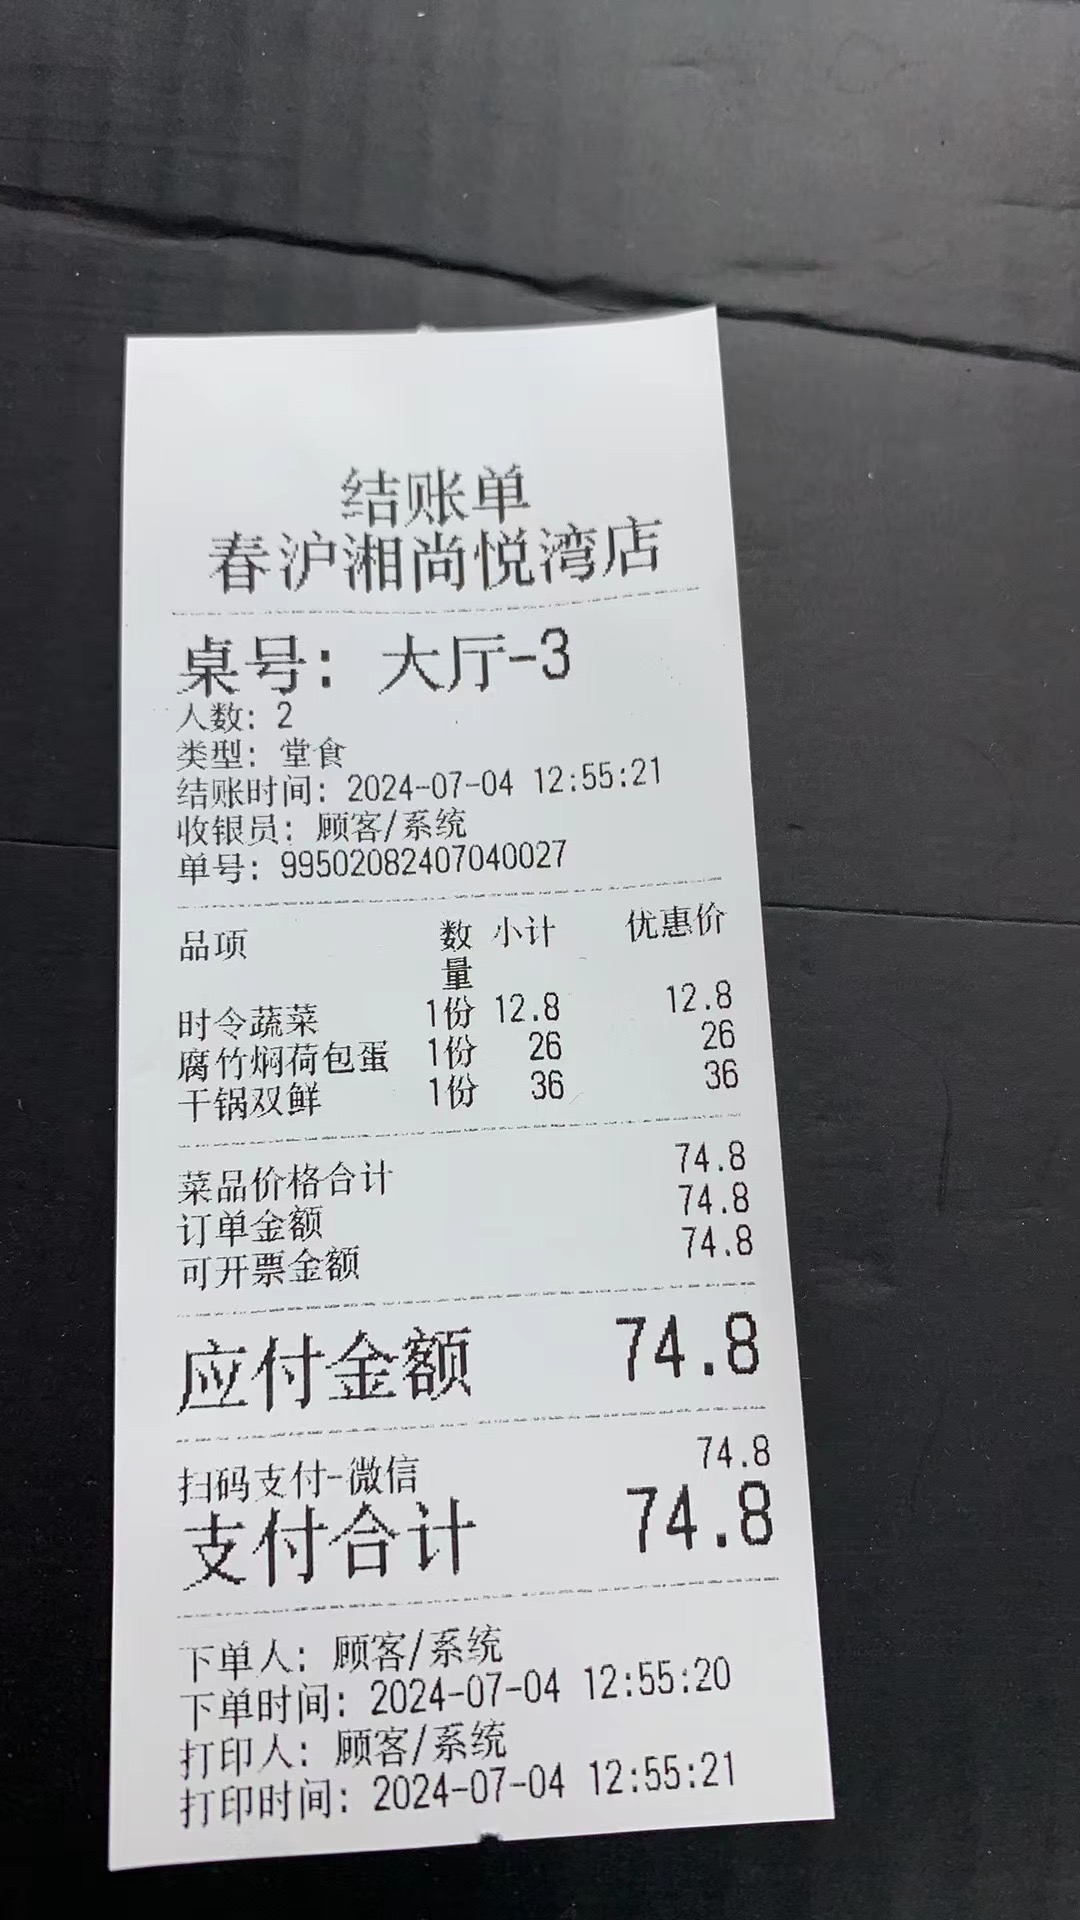 结账单
春沪湘尚悦湾店
桌号: 大厅-3
人数: 2
类型: 堂食
结账时间: 2024-07-04 12:55:21
收银员: 顾客/系统
单号: 99502082407040027
品项 数量 小计 优惠价
时令蔬菜 1份 12.8 12.8
腐竹焖荷包蛋 1份 26 26
干锅双鲜 1份 36 36
菜品价格合计 74.8
订单金额 74.8
可开票金额 74.8
应付金额 74.8
扫码支付-微信 74.8
支付合计 74.8
下单人: 顾客/系统
下单时间: 2024-07-04 12:55:20
打印人: 顾客/系统
打印时间: 2024-07-04 12:55:21